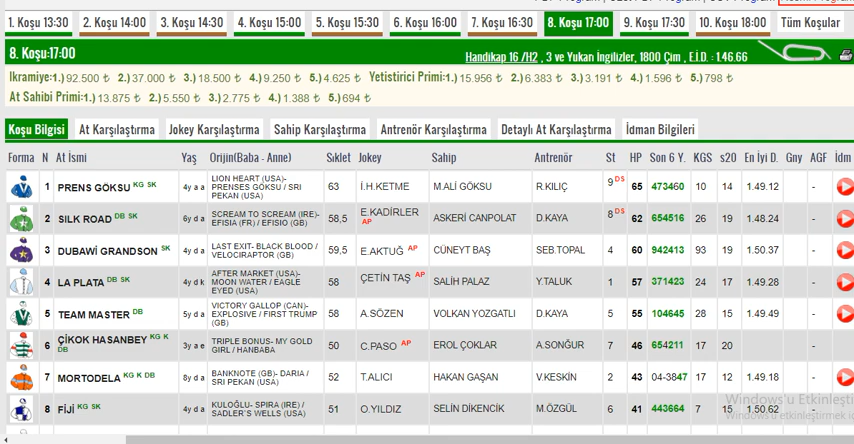 1. Koşu 13:30 2. Koşu 14:00 3. Koşu 14:30 4. Koşu 15:00 5. Koşu 15:30 6. Koşu 16:00 7. Koşu 16:30 8. Koşu 17:00 9. Koşu 17:30 10. Koşu 18:00 Tüm Koşular
8. Koşu:17:00
Handikap 16 /H2 , 3 ve Yukarı İngilizler, 1800 Çim , E.İ.D. : 1.46.66
Ikramiye:1.) 92.500 ₺ 2.) 37.000 ₺ 3.) 18.500 ₺ 4.) 9.250 ₺ 5.) 4.625 ₺ Yetistirici Primi:1.) 15.956 ₺ 2.) 6.383 ₺ 3.) 3.191 ₺ 4.) 1.596 ₺ 5.) 798 ₺
At Sahibi Primi:1.) 13.875 ₺ 2.) 5.550 ₺ 3.) 2.775 ₺ 4.) 1.388 ₺ 5.) 694 ₺
Koşu Bilgisi At Karşılaştırma Jokey Karşılaştırma Sahip Karşılaştırma Antrenör Karşılaştırma Detaylı At Karşılaştırma İdman Bilgileri
Forma N At İsmi Yaş Orijin(Baba - Anne) Sıklet Jokey Sahip Antrenör St HP Son 6 Y. KGS s20 En İyi D. Gny AGF İdm
1 PRENS GÖKSU KG SK 4y a a LION HEART (USA)- PRENSES GÖKSU / SRI PEKAN (USA) 63 İ.H.KETME M.ALİ GÖKSU R.KILIÇ 9 DS 65 473460 10 14 1.49.12 -
2 SILK ROAD DB SK 6y d a SCREAM TO SCREAM (IRE)- EFISIA (FR) / EFISIO (GB) 58,5 E.KADİRLER AP ASKERİ CANPOLAT D.KAYA 8 DS 62 654516 26 19 1.48.24 -
3 DUBAWİ GRANDSON SK 4y d a LAST EXIT- BLACK BLOOD / VELOCIRAPTOR (GB) 59,5 E.AKTUĞ AP CÜNEYT BAŞ SEB.TOPAL 4 60 942413 93 19 1.50.37 -
4 LA PLATA DB SK 4y d k AFTER MARKET (USA)- MOON WATER / EAGLE EYED (USA) 58 ÇETİN TAŞ AP SALİH PALAZ Y.TALUK 1 57 371423 24 17 1.49.28 -
5 TEAM MASTER DB 5y d a VICTORY GALLOP (CAN)- EXPLOSIVE / FIRST TRUMP (GB) 58 A.SÖZEN VOLKAN YOZGATLI D.KAYA 5 55 104645 28 15 1.49.49 -
6 ÇİKOK HASANBEY KG K DB 3y a e TRIPLE BONUS- MY GOLD GIRL / HANBABA 50 C.PASO AP EROL ÇOKLAR A.SONĞUR 7 46 654211 17 20 -
7 MORTODELA KG K DB 8y d a BANKNOTE (GB)- DARIA / SRI PEKAN (USA) 52 T.ALICI HAKAN GAŞAN V.KESKİN 2 43 04-3847 17 12 1.49.18 -
8 FİJİ KG SK 4y d a KULOĞLU- SPIRA (IRE) / SADLER'S WELLS (USA) 51 O.YILDIZ SELİN DİKENCİK M.ÖZGÜL 6 41 443664 7 15 1.50.62 -
Windows'u Etkinleşti
Windows'u etkinleştirmek iç